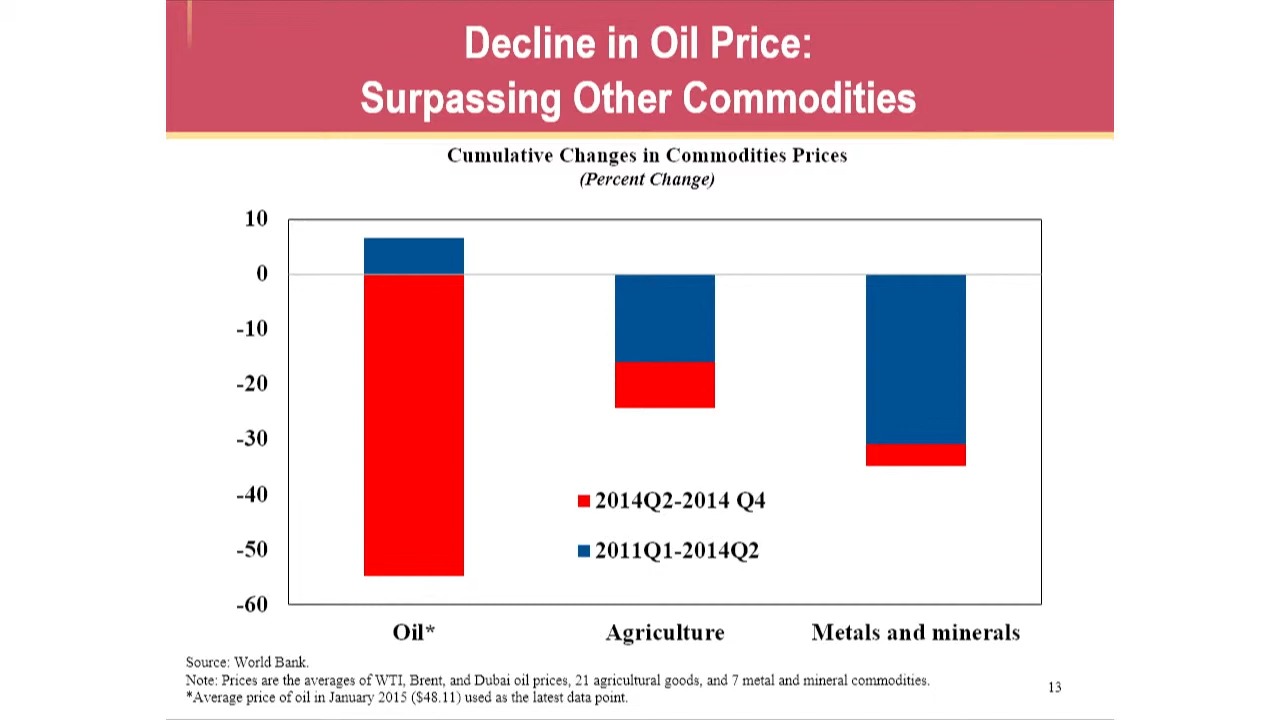 Decline in Oil Price:
Surpassing Other Commodities
Cumulative Changes in Commodities Prices
(Percent Change)
10
0
-10
-20
-30
-40
-50
-60
2014Q2-2014 Q4
2011Q1-2014Q2
Oil*
Agriculture
Metals and minerals
Source: World Bank.
Note: Prices are the averages of WTI, Brent, and Dubai oil prices, 21 agricultural goods, and 7 metal and mineral commodities.
*Average price of oil in January 2015 ($48.11) used as the latest data point.
13